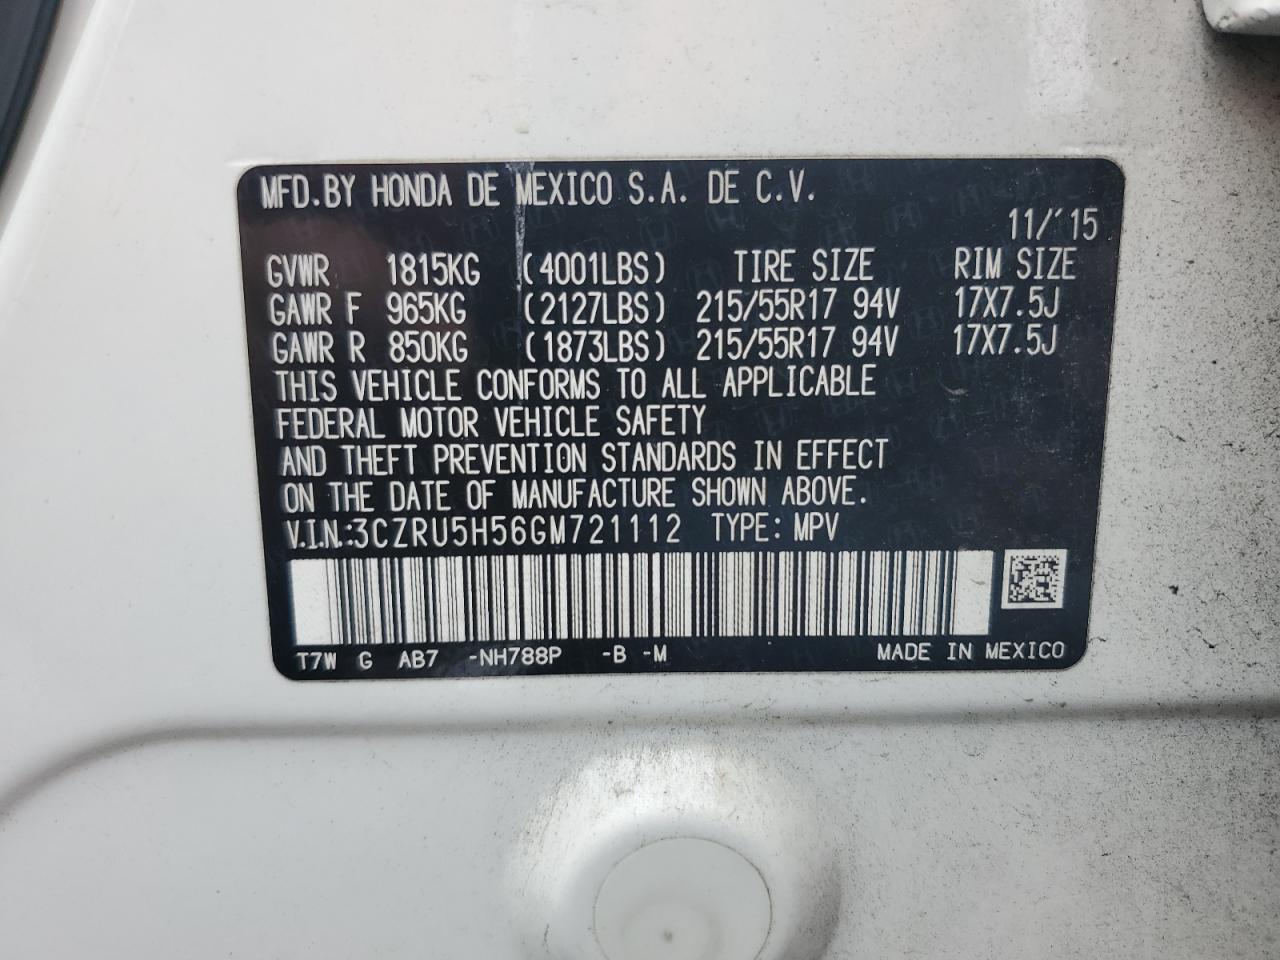 MFD.BY HONDA DE MEXICO S.A. DE C.V.
11/'15
GVWR 1815KG (4001LBS) TIRE SIZE RIM SIZE
GAWR F 965KG (2127LBS) 215/55R17 94V 17X7.5J
GAWR R 850KG (1873LBS) 215/55R17 94V 17X7.5J
THIS VEHICLE CONFORMS TO ALL APPLICABLE
FEDERAL MOTOR VEHICLE SAFETY
AND THEFT PREVENTION STANDARDS IN EFFECT
ON THE DATE OF MANUFACTURE SHOWN ABOVE.
V.I.N.:3CZRU5H56GM721112 TYPE: MPV
T7W G AB7 -NH788P -B -M MADE IN MEXICO